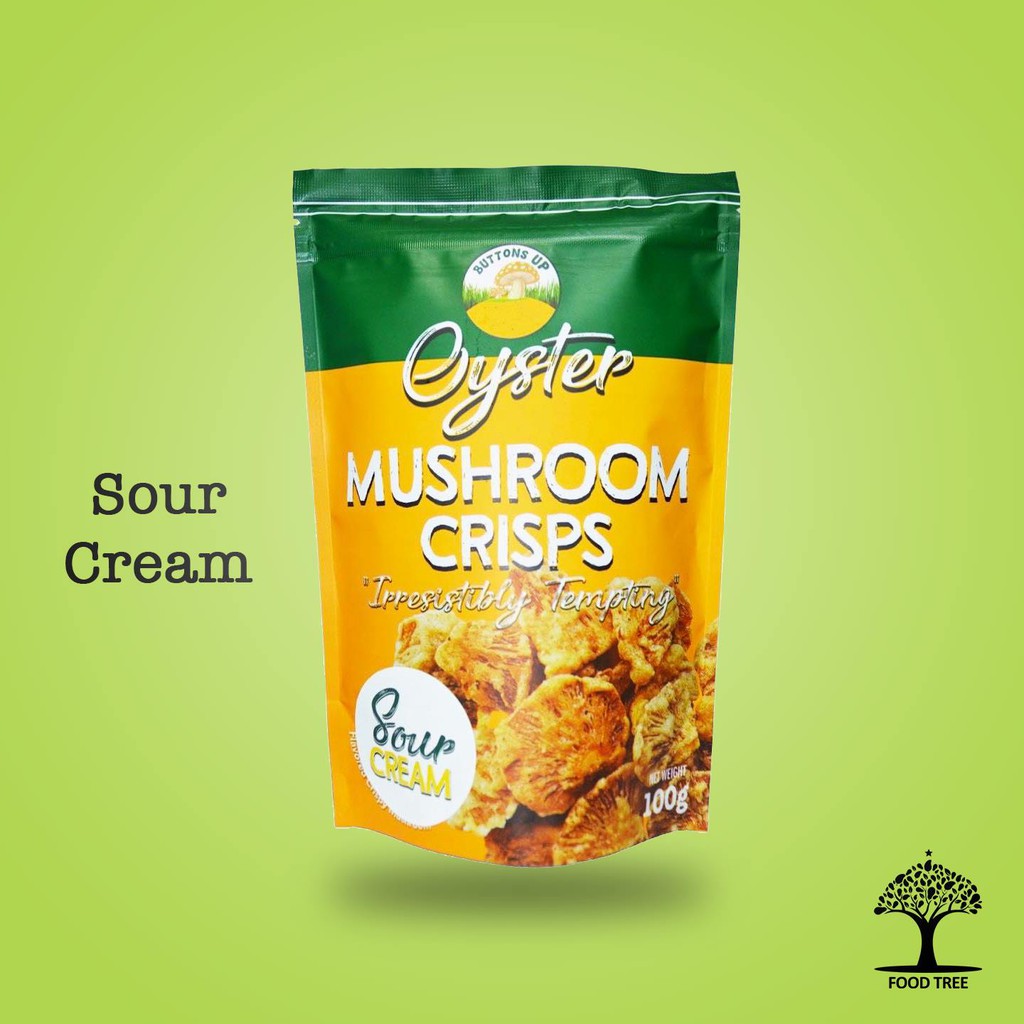 BUTTONS UP
Oyster
MUSHROOM
CRISPS
"Irresistibly Tempting"
Sour
Cream
Sour
CREAM
NET WEIGHT
100g
FOOD TREE